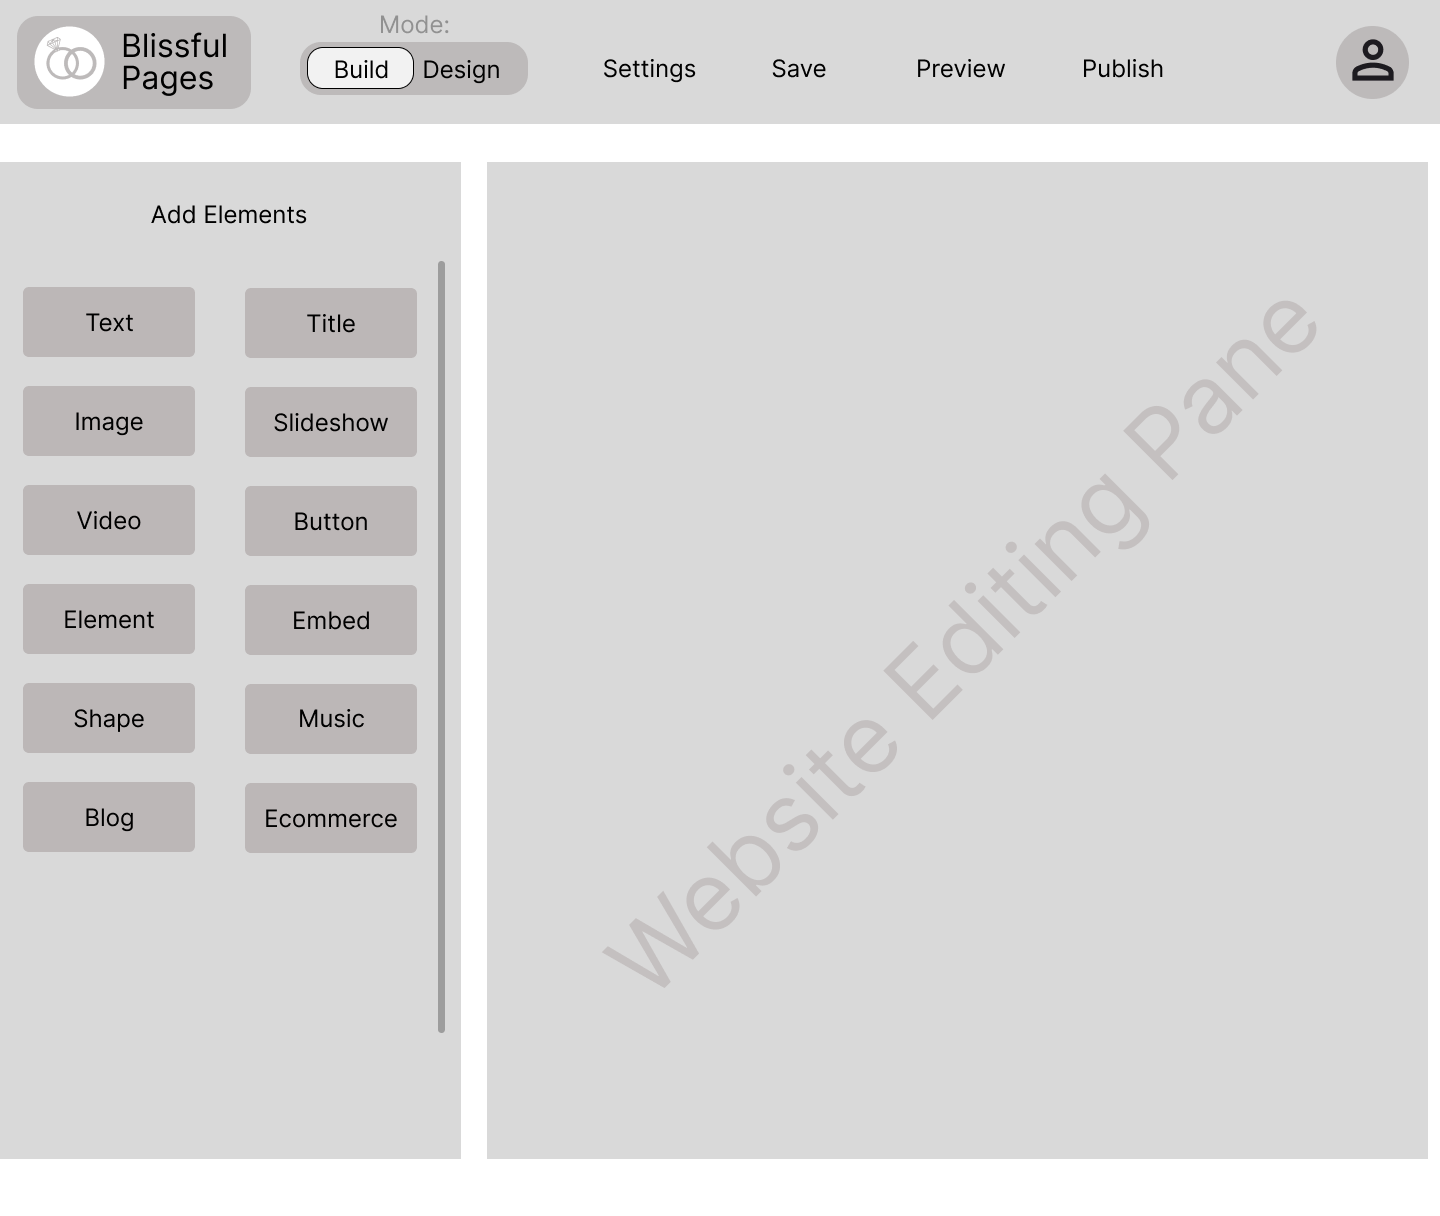 Blissful
Pages
Mode:
Build
Design
Settings
Save
Preview
Publish
Add Elements
Text
Title
Image
Slideshow
Video
Button
Element
Embed
Shape
Music
Blog
Ecommerce
Website Editing Pane